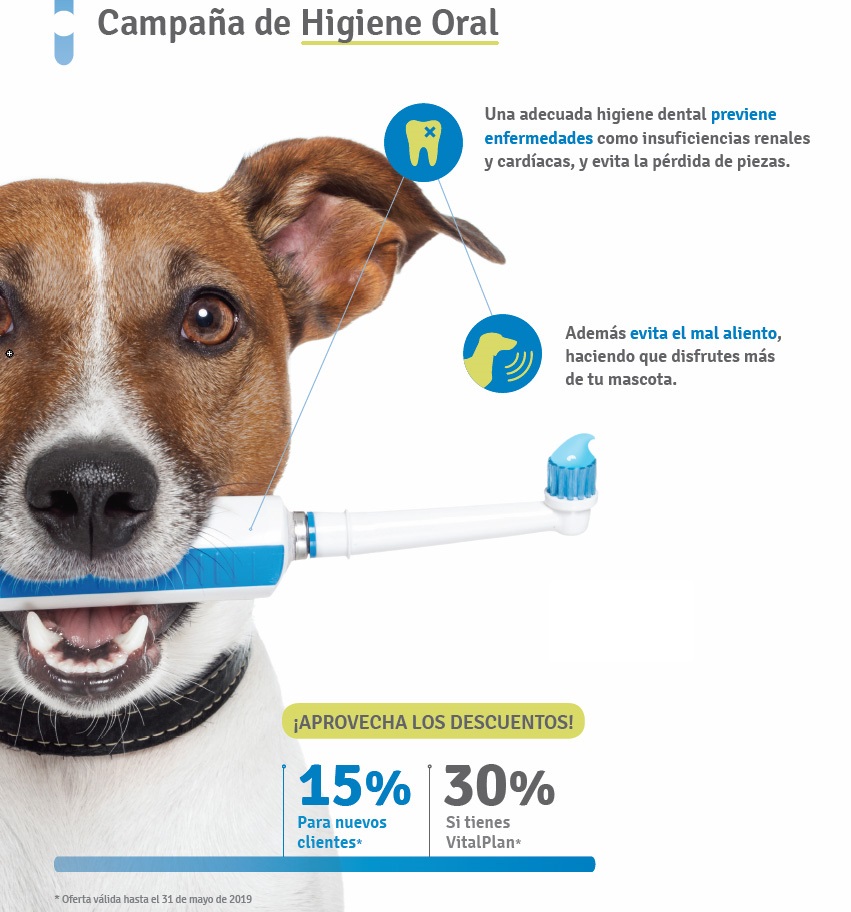 Campaña de Higiene Oral
Una adecuada higiene dental previene
enfermedades como insuficiencias renales
y cardíacas, y evita la pérdida de piezas.
Además evita el mal aliento,
haciendo que disfrutes más
de tu mascota.
¡APROVECHA LOS DESCUENTOS!
15%
Para nuevos
clientes*
30%
Si tienes
VitalPlan*
* Oferta válida hasta el 31 de mayo de 2019